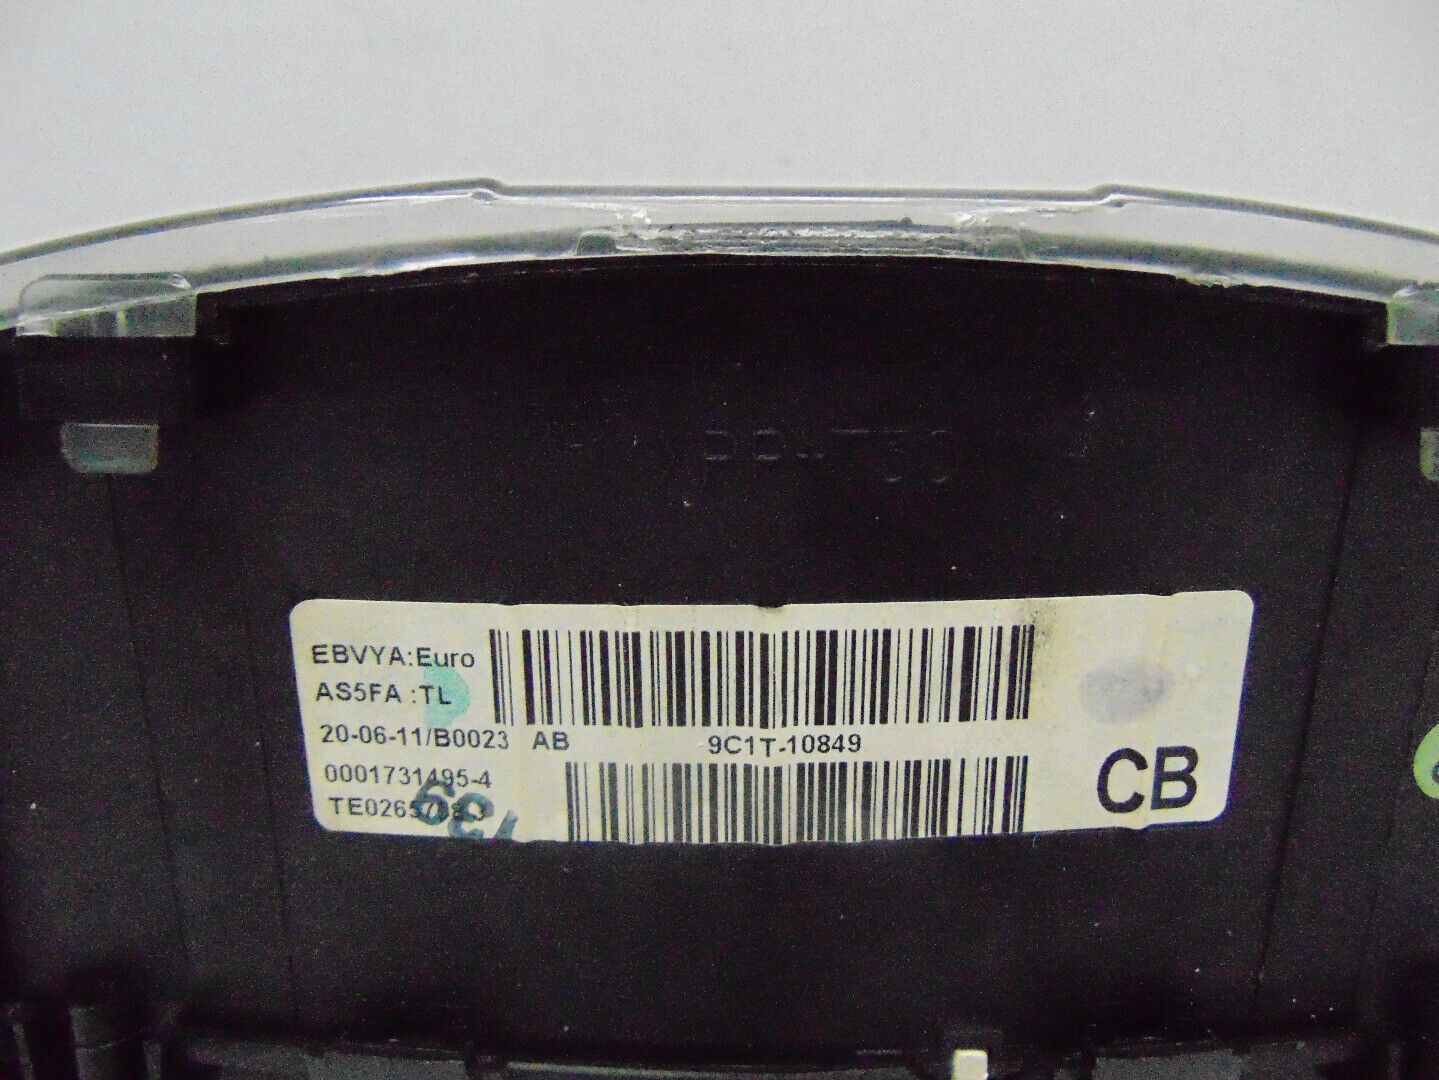 EBVYA:Euro
AS5FA :TL
20-06-11/B0023 AB 9C1T-10849
0001731495-4
CB